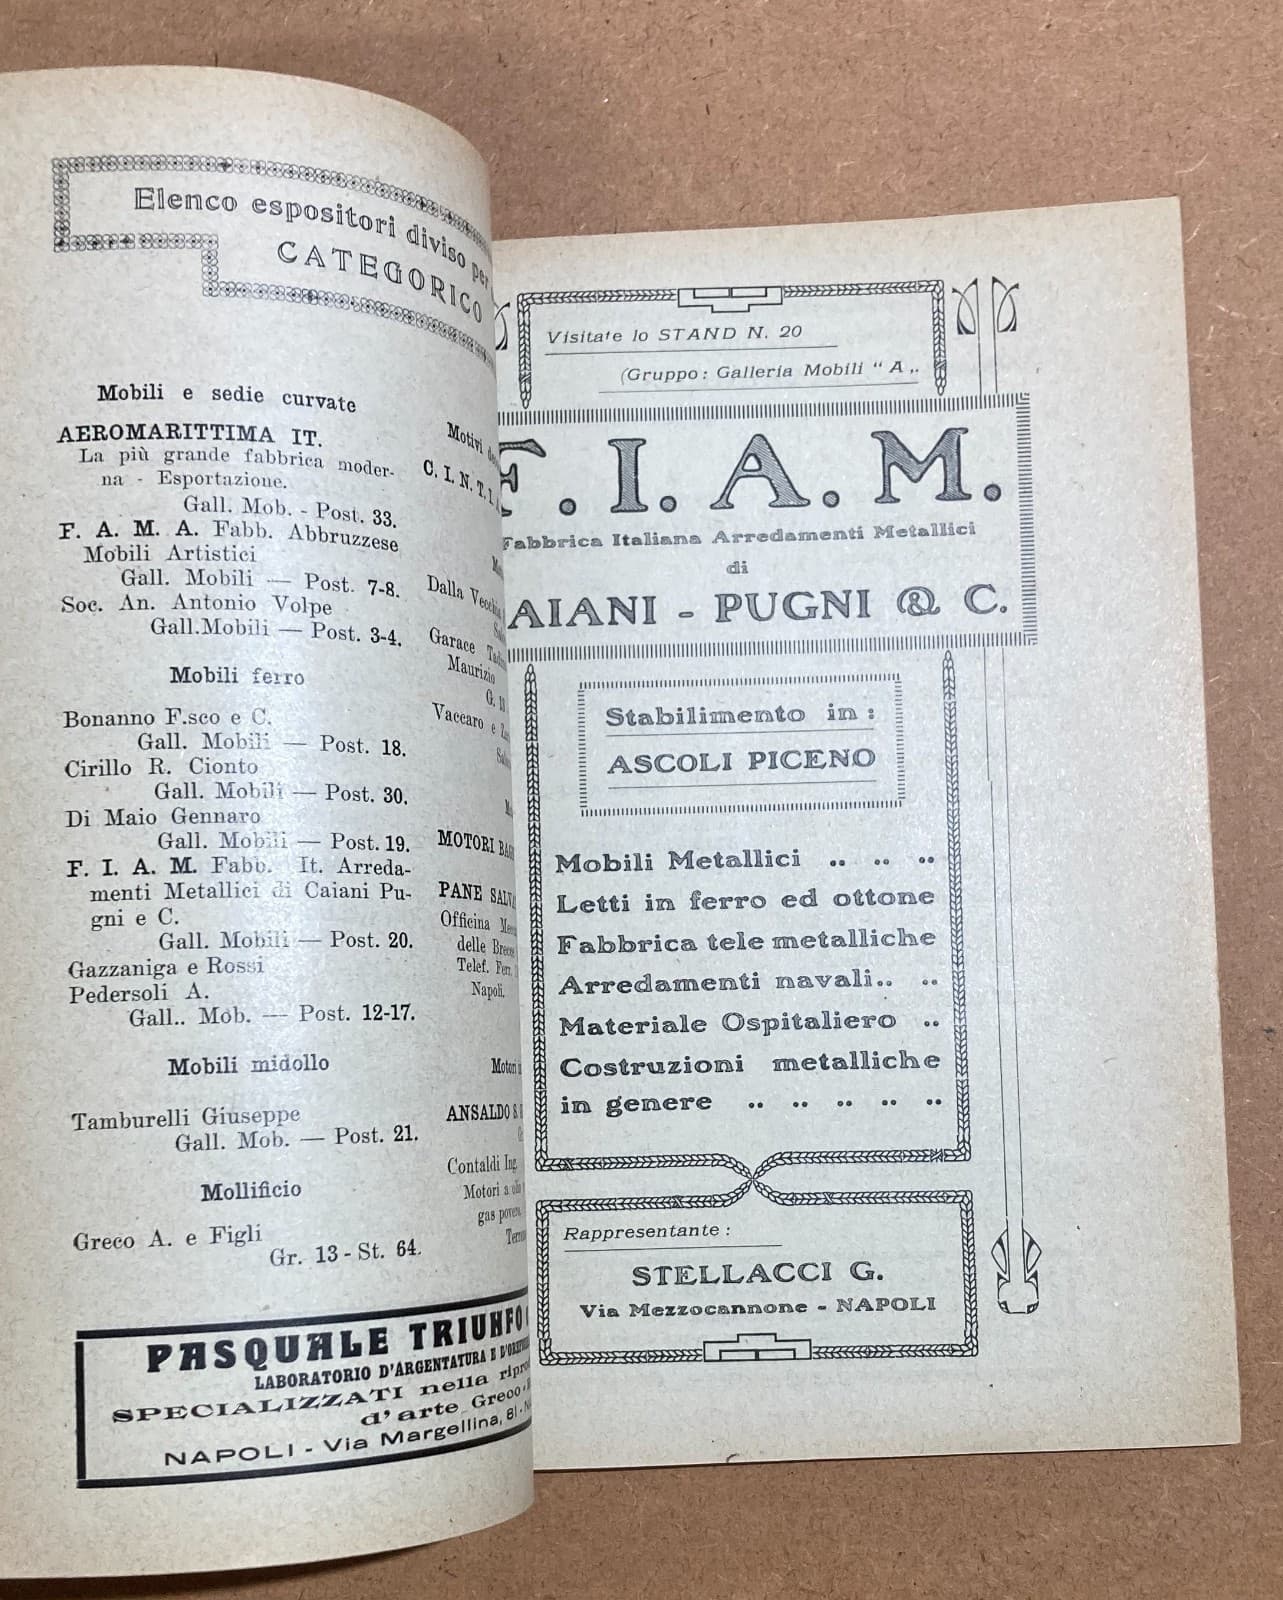 Elenco espositori diviso per
CATEGORICO
Mobili e sedie curvate
AEROMARITTIMA IT.
La più grande fabbrica moder-
na - Esportazione.
Gall. Mob. - Post. 33.
F. A. M. A. Fabb. Abbruzzese
Mobili Artistici
Gall. Mobili — Post. 7-8.
Soc. An. Antonio Volpe
Gall.Mobili — Post. 3-4.
Mobili ferro
Bonanno F.sco e C.
Gall. Mobili — Post. 18.
Cirillo R. Cionto
Gall. Mobili — Post. 30.
Di Maio Gennaro
Gall. Mobili — Post. 19.
F. I. A. M. Fabb. It. Arreda-
menti Metallici di Caiani Pu-
gni e C.
Gall. Mobili — Post. 20.
Gazzaniga e Rossi
Pedersoli A.
Gall.. Mob. — Post. 12-17.
Mobili midollo
Tamburelli Giuseppe
Gall. Mob. — Post. 21.
Mollificio
Greco A. e Figli
Gr. 13 - St. 64.
Motivi
C. I. N. T. I.
Dalla
Garace
Maurizio
G. 10
Vaccaro e
MOTORI
PANE
Officina
delle
Telef.
Napoli.
Motori
ANSALDO
Contaldi Ing.
Motori a olio
gas povero
PASQUALE TRIUNFO
LABORATORIO D'ARGENTATURA E
SPECIALIZZATI nella
d'arte Greco
NAPOLI - Via Margellina, 81
Visitate lo STAND N. 20
(Gruppo: Galleria Mobili “ A „
F. I. A. M.
Fabbrica Italiana Arredamenti Metallici
di
AIANI - PUGNI & C.
Stabilimento in :
ASCOLI PICENO
Mobili Metallici .. .. ..
Letti in ferro ed ottone
Fabbrica tele metalliche
Arredamenti navali.. ..
Materiale Ospitaliero ..
Costruzioni metalliche
in genere .. .. .. .. ..
Rappresentante :
STELLACCI G.
Via Mezzocannone - NAPOLI